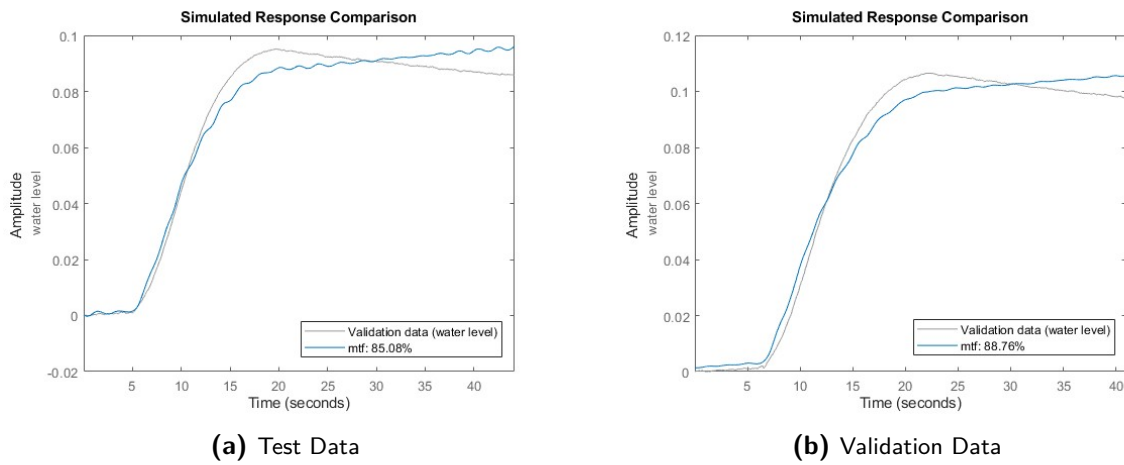 Simulated Response Comparison
0.1
0.08
0.06
0.04
0.02
0
-0.02
Amplitude
water level
Validation data (water level)
mtf: 85.08%
5 10 15 20 25 30 35 40
Time (seconds)
(a) Test Data
Simulated Response Comparison
0.12
0.1
0.08
0.06
0.04
0.02
0
Amplitude
water level
Validation data (water level)
mtf: 88.76%
5 10 15 20 25 30 35 40
Time (seconds)
(b) Validation Data